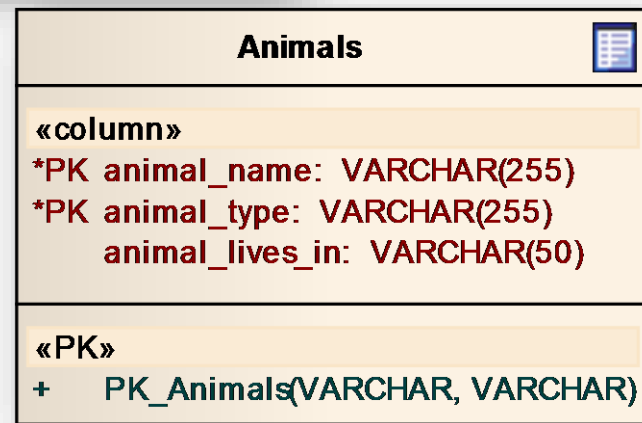 Animals
«column»
*PK animal_name: VARCHAR(255)
*PK animal_type: VARCHAR(255)
animal_lives_in: VARCHAR(50)
«PK»
+ PK_Animals(VARCHAR, VARCHAR)